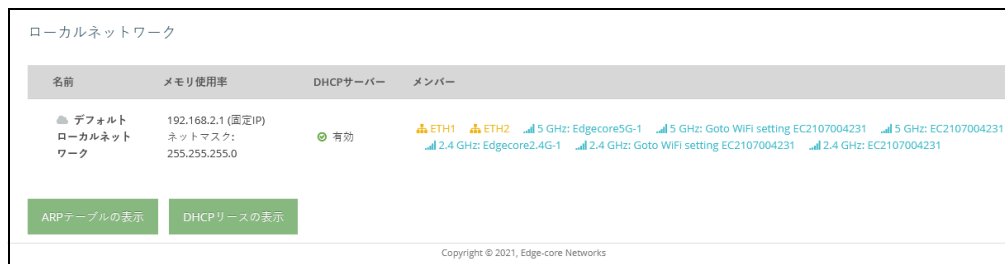 ローカルネットワーク
名前 メモリ使用率 DHCPサーバー メンバー
デフォルト
ローカルネット
ワーク
192.168.2.1 (固定IP)
ネットマスク:
255.255.255.0
有効
ETH1 ETH2 5 GHz: Edgecore5G-1 5 GHz: Goto WiFi setting EC2107004231 5 GHz: EC2107004231
2.4 GHz: Edgecore2.4G-1 2.4 GHz: Goto WiFi setting EC2107004231 2.4 GHz: EC2107004231
ARPテーブルの表示 DHCPリースの表示
Copyright © 2021, Edge-core Networks